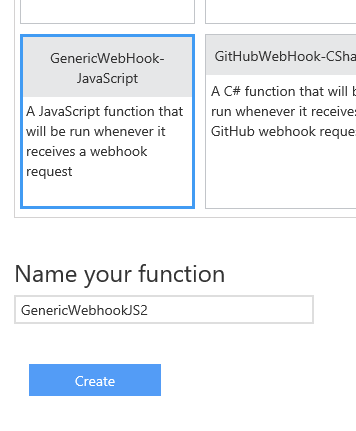 GenericWebHook-
JavaScript
A JavaScript function that
will be run whenever it
receives a webhook
request
GitHubWebHook-CSha
A C# function that will b
run whenever it receives
GitHub webhook reque
Name your function
GenericWebhookJS2
Create